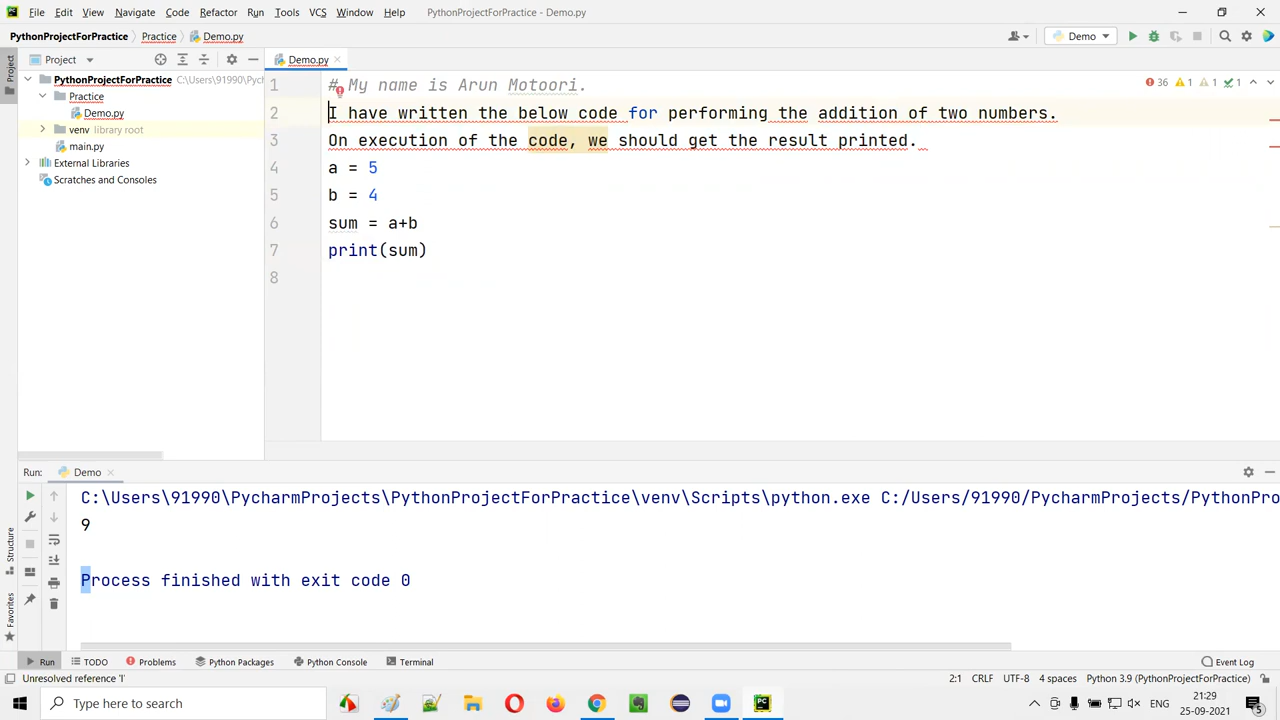 File Edit View Navigate Code Refactor Run Tools VCS Window Help PythonProjectForPractice - Demo.py
PythonProjectForPractice Practice Demo.py Demo
Project Demo.py
1 # My name is Arun Motoori. 36 1 1 1
2 I have written the below code for performing the addition of two numbers.
3 On execution of the code, we should get the result printed.
4 a = 5
5 b = 4
6 sum = a+b
7 print(sum)
8
Project
PythonProjectForPractice C:\Users\91990\PycharmProj
Practice
Demo.py
venv library root
main.py
External Libraries
Scratches and Consoles
Structure
Favorites
Run: Demo
C:\Users\91990\PycharmProjects\PythonProjectForPractice\venv\Scripts\python.exe C:/Users/91990/PycharmProjects/PythonPro
9
Process finished with exit code 0
Run TODO Problems Python Packages Python Console Terminal Event Log
Unresolved reference 'I' 2:1 CRLF UTF-8 4 spaces Python 3.9 (PythonProjectForPractice)
Type here to search ENG 21:29
25-09-2021 5